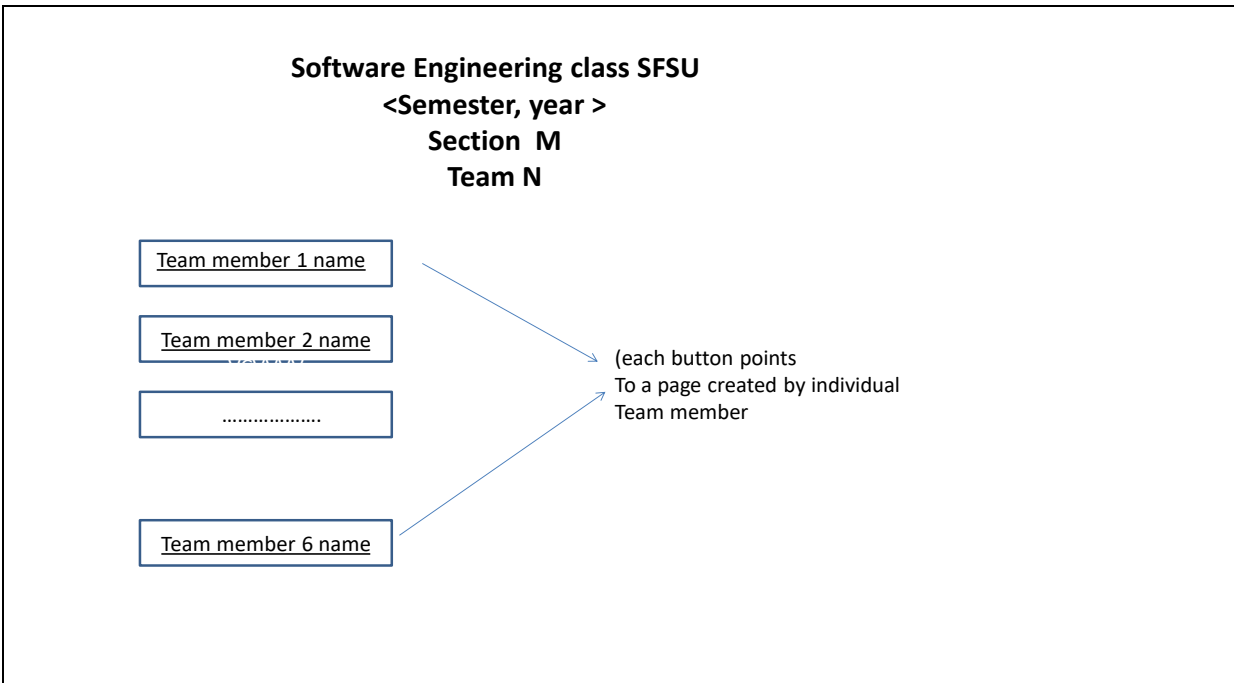 Software Engineering class SFSU
<Semester, year >
Section M
Team N
Team member 1 name
Team member 2 name
………………..
Team member 6 name
(each button points
To a page created by individual
Team member